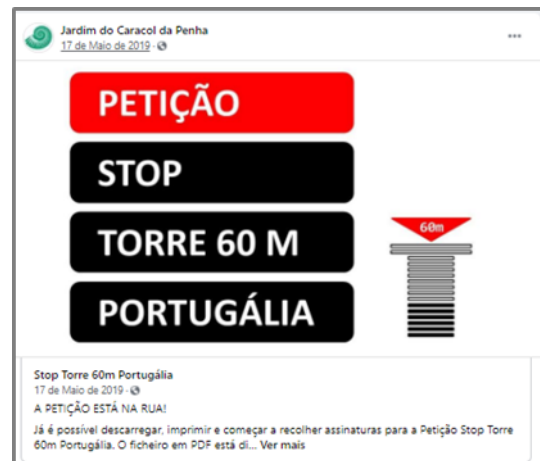 Jardim do Caracol da Penha
17 de Maio de 2019 ·
PETIÇÃO
STOP
TORRE 60 M
60m
PORTUGÁLIA
Stop Torre 60m Portugália
17 de Maio de 2019 ·
A PETIÇÃO ESTÁ NA RUA!
Já é possível descarregar, imprimir e começar a recolher assinaturas para a Petição Stop Torre
60m Portugália. O ficheiro em PDF está di... Ver mais